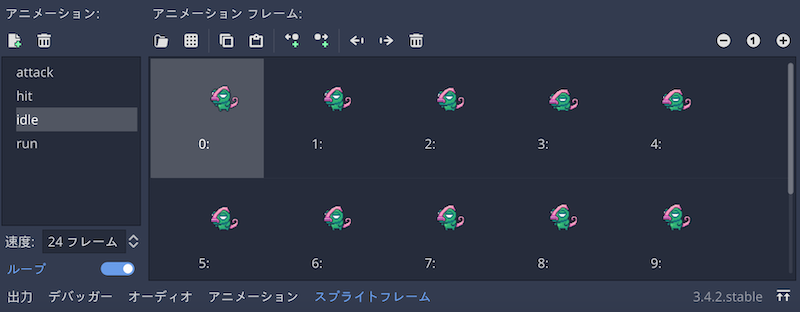 アニメーション:
アニメーション フレーム:
attack
hit
idle
run
0:
1:
2:
3:
4:
5:
6:
7:
8:
9:
速度: 24 フレーム
ループ
出力 デバッガー オーディオ アニメーション スプライトフレーム 3.4.2.stable